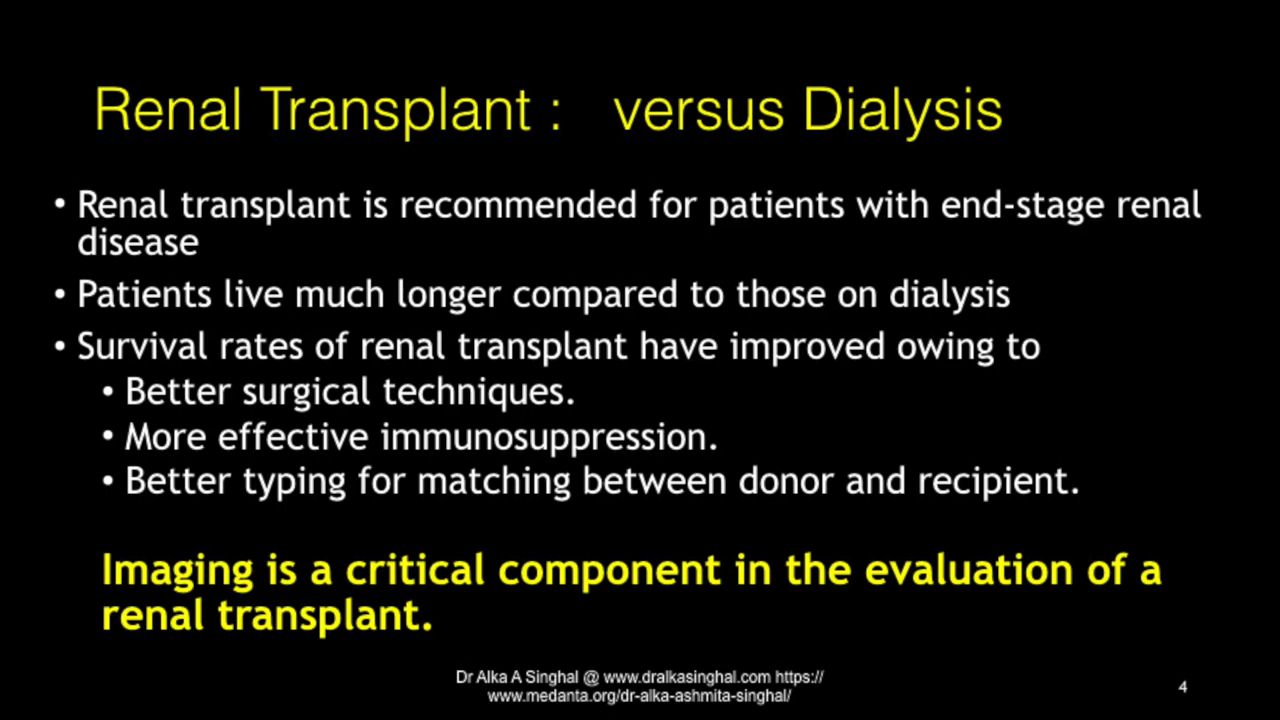 Renal Transplant : versus Dialysis
• Renal transplant is recommended for patients with end-stage renal
disease
• Patients live much longer compared to those on dialysis
• Survival rates of renal transplant have improved owing to
• Better surgical techniques.
• More effective immunosuppression.
• Better typing for matching between donor and recipient.
Imaging is a critical component in the evaluation of a
renal transplant.
Dr Alka A Singhal @ www.dralkasinghal.com https://
www.medanta.org/dr-alka-ashmita-singhal/
4